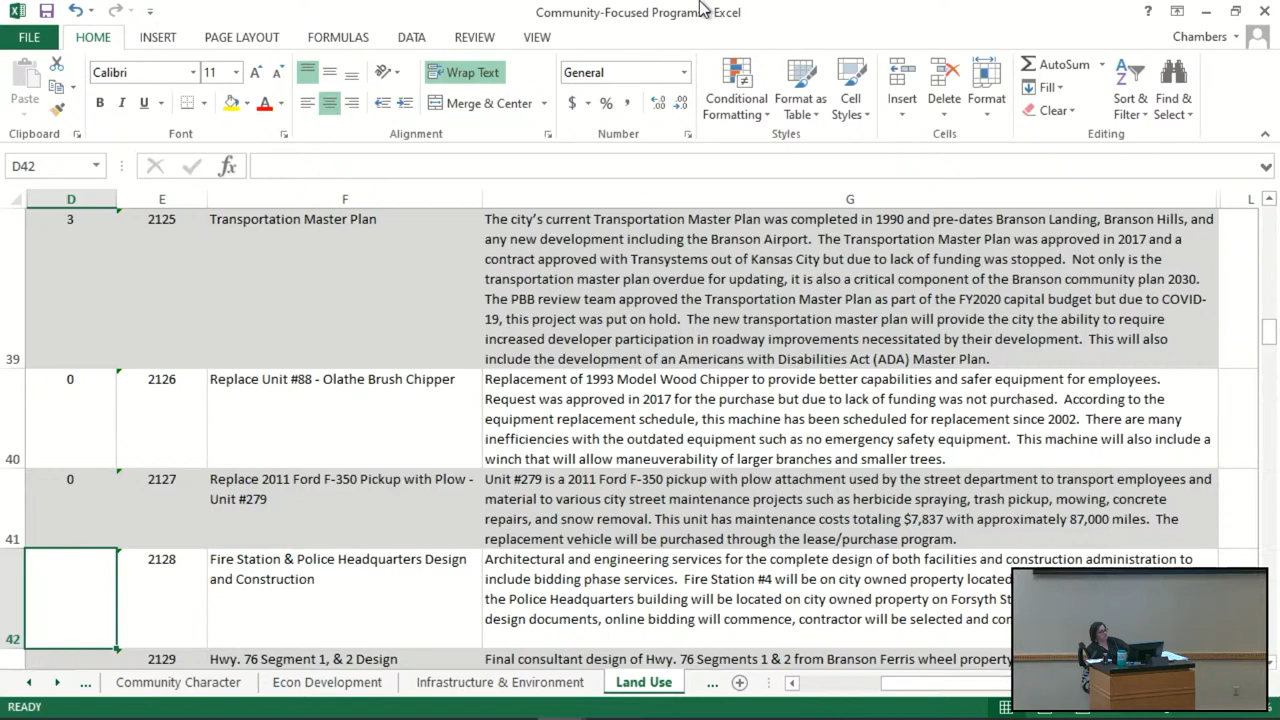 Community-Focused Programs - Excel
FILE HOME INSERT PAGE LAYOUT FORMULAS DATA REVIEW VIEW
Chambers
Paste
Calibri 11
B I U
Wrap Text
Merge & Center
General
$ % ,
Conditional Formatting
Format as Table
Cell Styles
Insert
Delete
Format
AutoSum
Fill
Clear
Sort & Filter
Find & Select
Clipboard Font Alignment Number Styles Cells Editing
D42
fx
D E F G L
39
3 2125 Transportation Master Plan
The city's current Transportation Master Plan was completed in 1990 and pre-dates Branson Landing, Branson Hills, and
any new development including the Branson Airport. The Transportation Master Plan was approved in 2017 and a
contract approved with Transystems out of Kansas City but due to lack of funding was stopped. Not only is the
transportation master plan overdue for updating, it is also a critical component of the Branson community plan 2030.
The PBB review team approved the Transportation Master Plan as part of the FY2020 capital budget but due to COVID-
19, this project was put on hold. The new transportation master plan will provide the city the ability to require
increased developer participation in roadway improvements necessitated by their development. This will also
include the development of an Americans with Disabilities Act (ADA) Master Plan.
40
0 2126 Replace Unit #88 - Olathe Brush Chipper
Replacement of 1993 Model Wood Chipper to provide better capabilities and safer equipment for employees.
Request was approved in 2017 for the purchase but due to lack of funding was not purchased. According to the
equipment replacement schedule, this machine has been scheduled for replacement since 2002. There are many
inefficiencies with the outdated equipment such as no emergency safety equipment. This machine will also include a
winch that will allow maneuverability of larger branches and smaller trees.
41
0 2127 Replace 2011 Ford F-350 Pickup with Plow -
Unit #279
Unit #279 is a 2011 Ford F-350 pickup with plow attachment used by the street department to transport employees and
material to various city street maintenance projects such as herbicide spraying, trash pickup, mowing, concrete
repairs, and snow removal. This unit has maintenance costs totaling $7,837 with approximately 87,000 miles. The
replacement vehicle will be purchased through the lease/purchase program.
42
2128 Fire Station & Police Headquarters Design
and Construction
Architectural and engineering services for the complete design of both facilities and construction administration to
include bidding phase services. Fire Station #4 will be on city owned property located
the Police Headquarters building will be located on city owned property on Forsyth St
design documents, online bidding will commence, contractor will be selected and
2129 Hwy. 76 Segment 1, & 2 Design
Final consultant design of Hwy. 76 Segments 1 & 2 from Branson Ferris wheel property
... Community Character Econ Development Infrastructure & Environment Land Use ...
READY